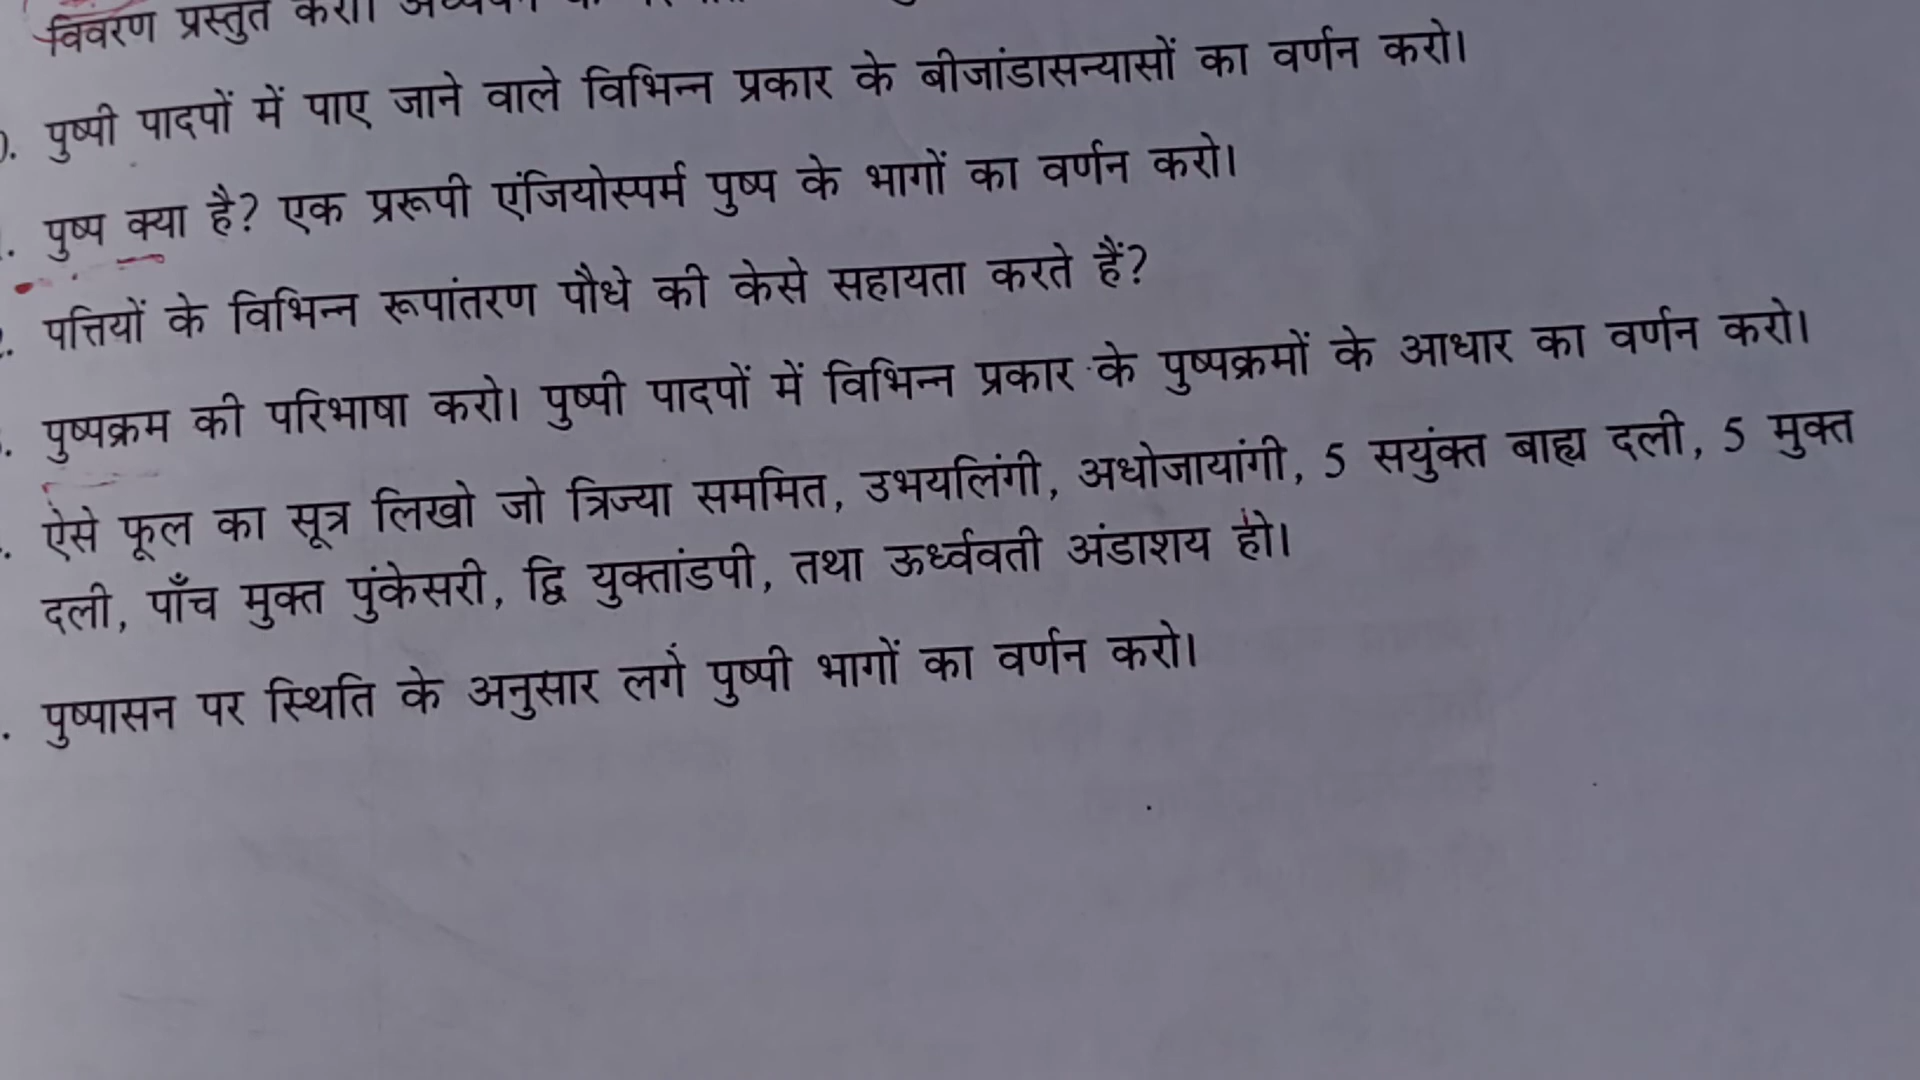 विवरण प्रस्तुत करो।
. पुष्पी पादपों में पाए जाने वाले विभिन्न प्रकार के बीजांडासन्यासों का वर्णन करो।
. पुष्प क्या है? एक प्ररूपी एंजियोस्पर्म पुष्प के भागों का वर्णन करो।
. पत्तियों के विभिन्न रूपांतरण पौधे की केसे सहायता करते हैं?
. पुष्पक्रम की परिभाषा करो। पुष्पी पादपों में विभिन्न प्रकार के पुष्पक्रमों के आधार का वर्णन करो।
. ऐसे फूल का सूत्र लिखो जो त्रिज्या सममित, उभयलिंगी, अधोजायांगी, 5 सयुंक्त बाह्य दली, 5 मुक्त
दली, पाँच मुक्त पुंकेसरी, द्वि युक्तांडपी, तथा ऊर्ध्ववती अंडाशय हो।
. पुष्पासन पर स्थिति के अनुसार लगे पुष्पी भागों का वर्णन करो।